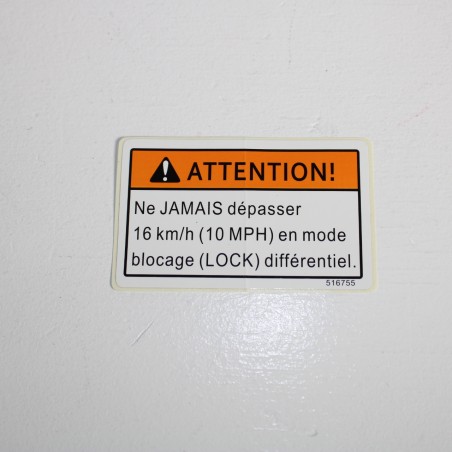 ATTENTION!
Ne JAMAIS dépasser
16 km/h (10 MPH) en mode
blocage (LOCK) différentiel.
516755